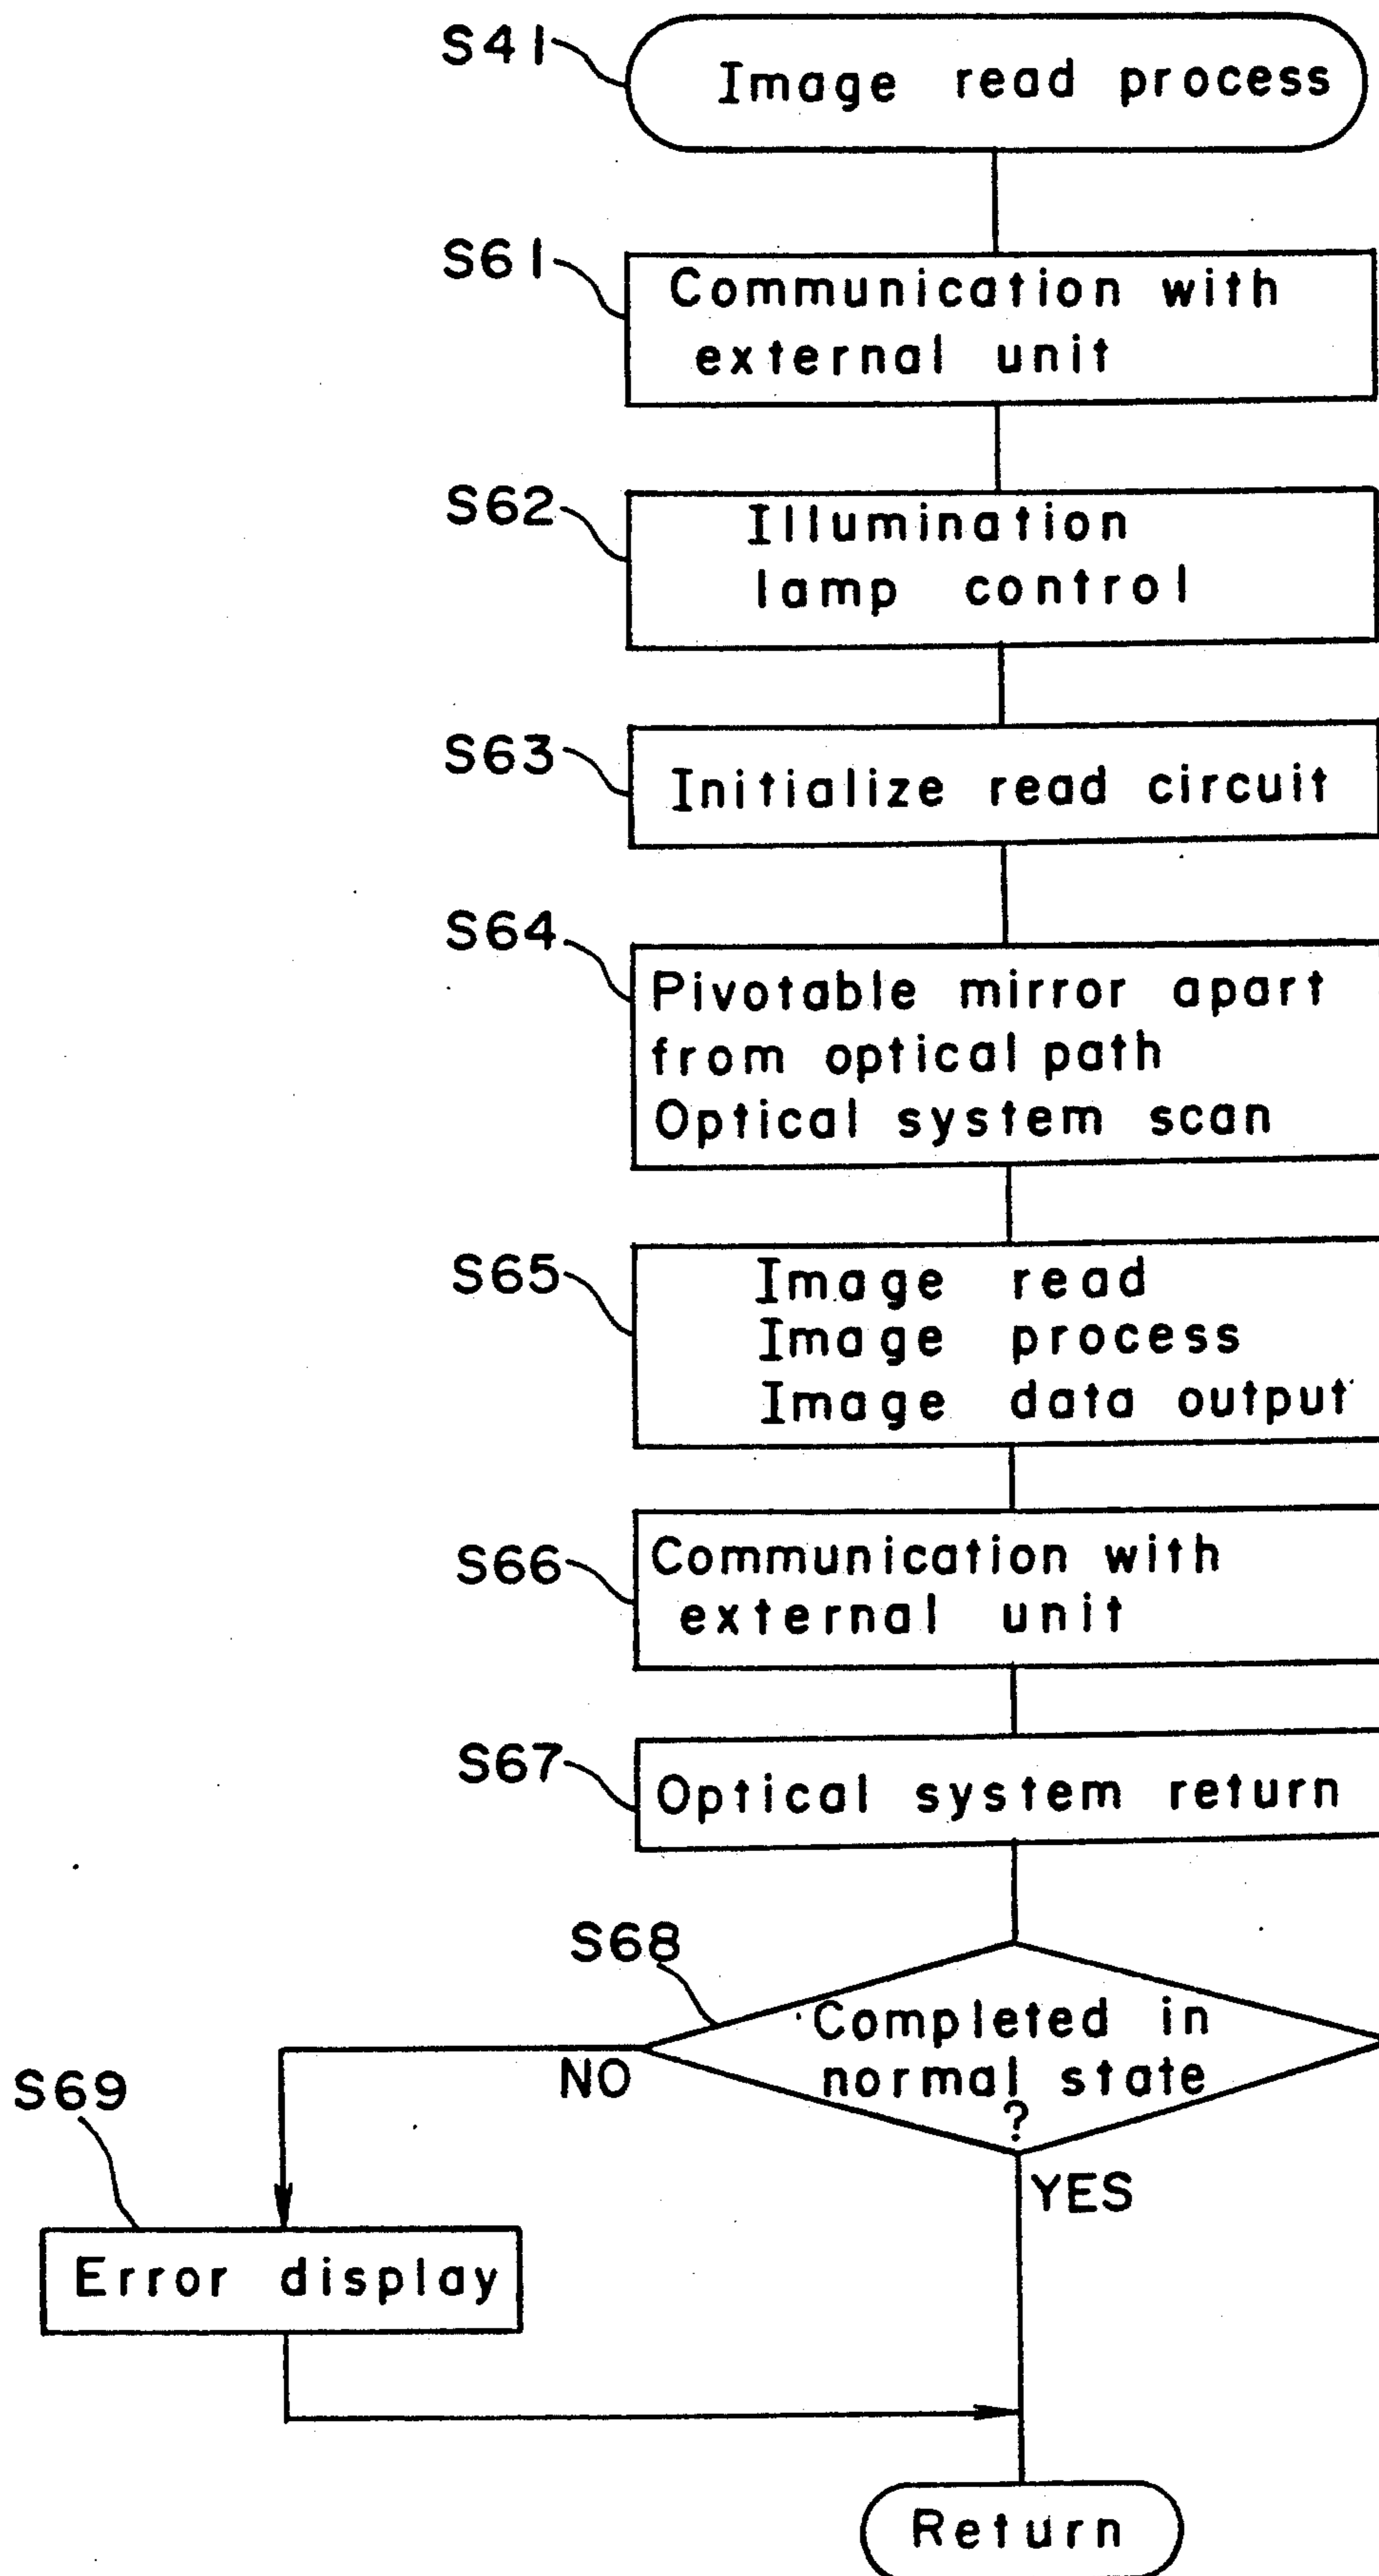 S41
Image read process
S61
Communication with
external unit
S62
Illumination
lamp control
S63
Initialize read circuit
S64
Pivotable mirror apart
from optical path
Optical system scan
S65
Image read
Image process
Image data output
S66
Communication with
external unit
S67
Optical system return
S68
Completed in
normal state
?
NO
YES
S69
Error display
Return